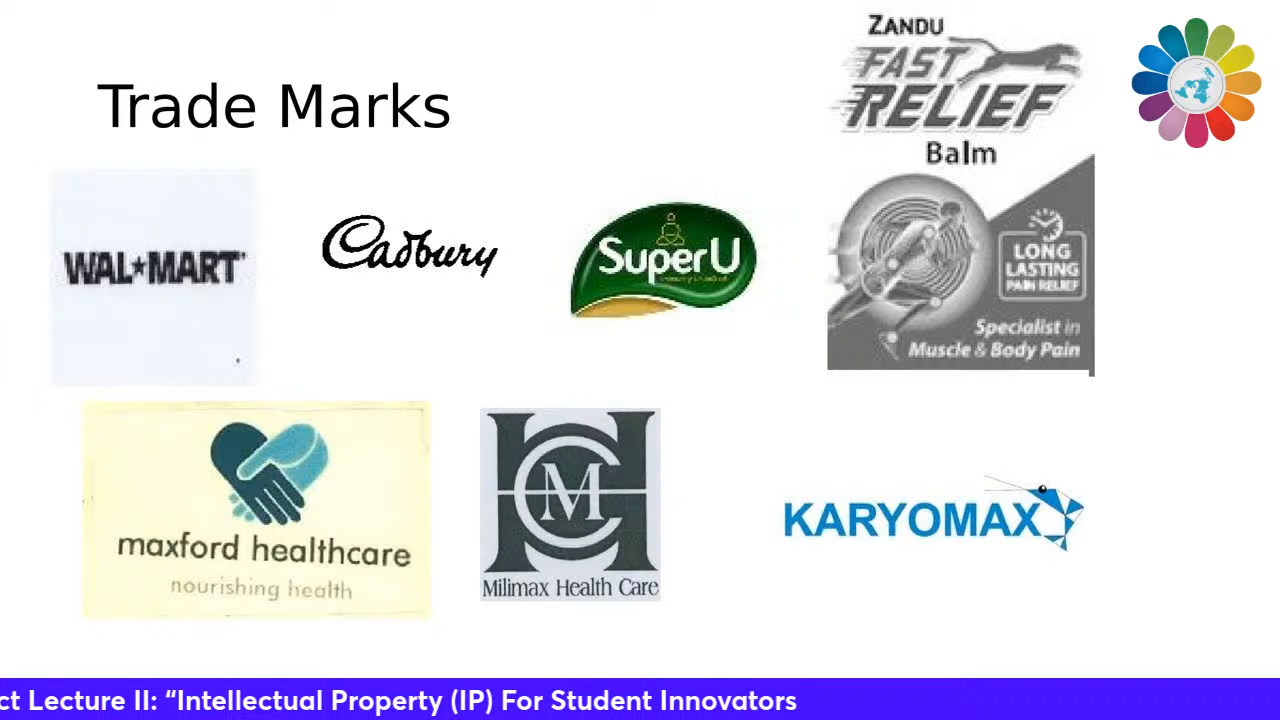 Trade Marks
ZANDU
FAST
RELIEF
Balm
WAL★MART
Cadbury
SuperU
LONG
LASTING
PAIN RELIEF
Specialist in
Muscle & Body Pain
maxford healthcare
nourishing health
H
C
M
Milimax Health Care
KARYOMAX
ct Lecture II: “Intellectual Property (IP) For Student Innovators